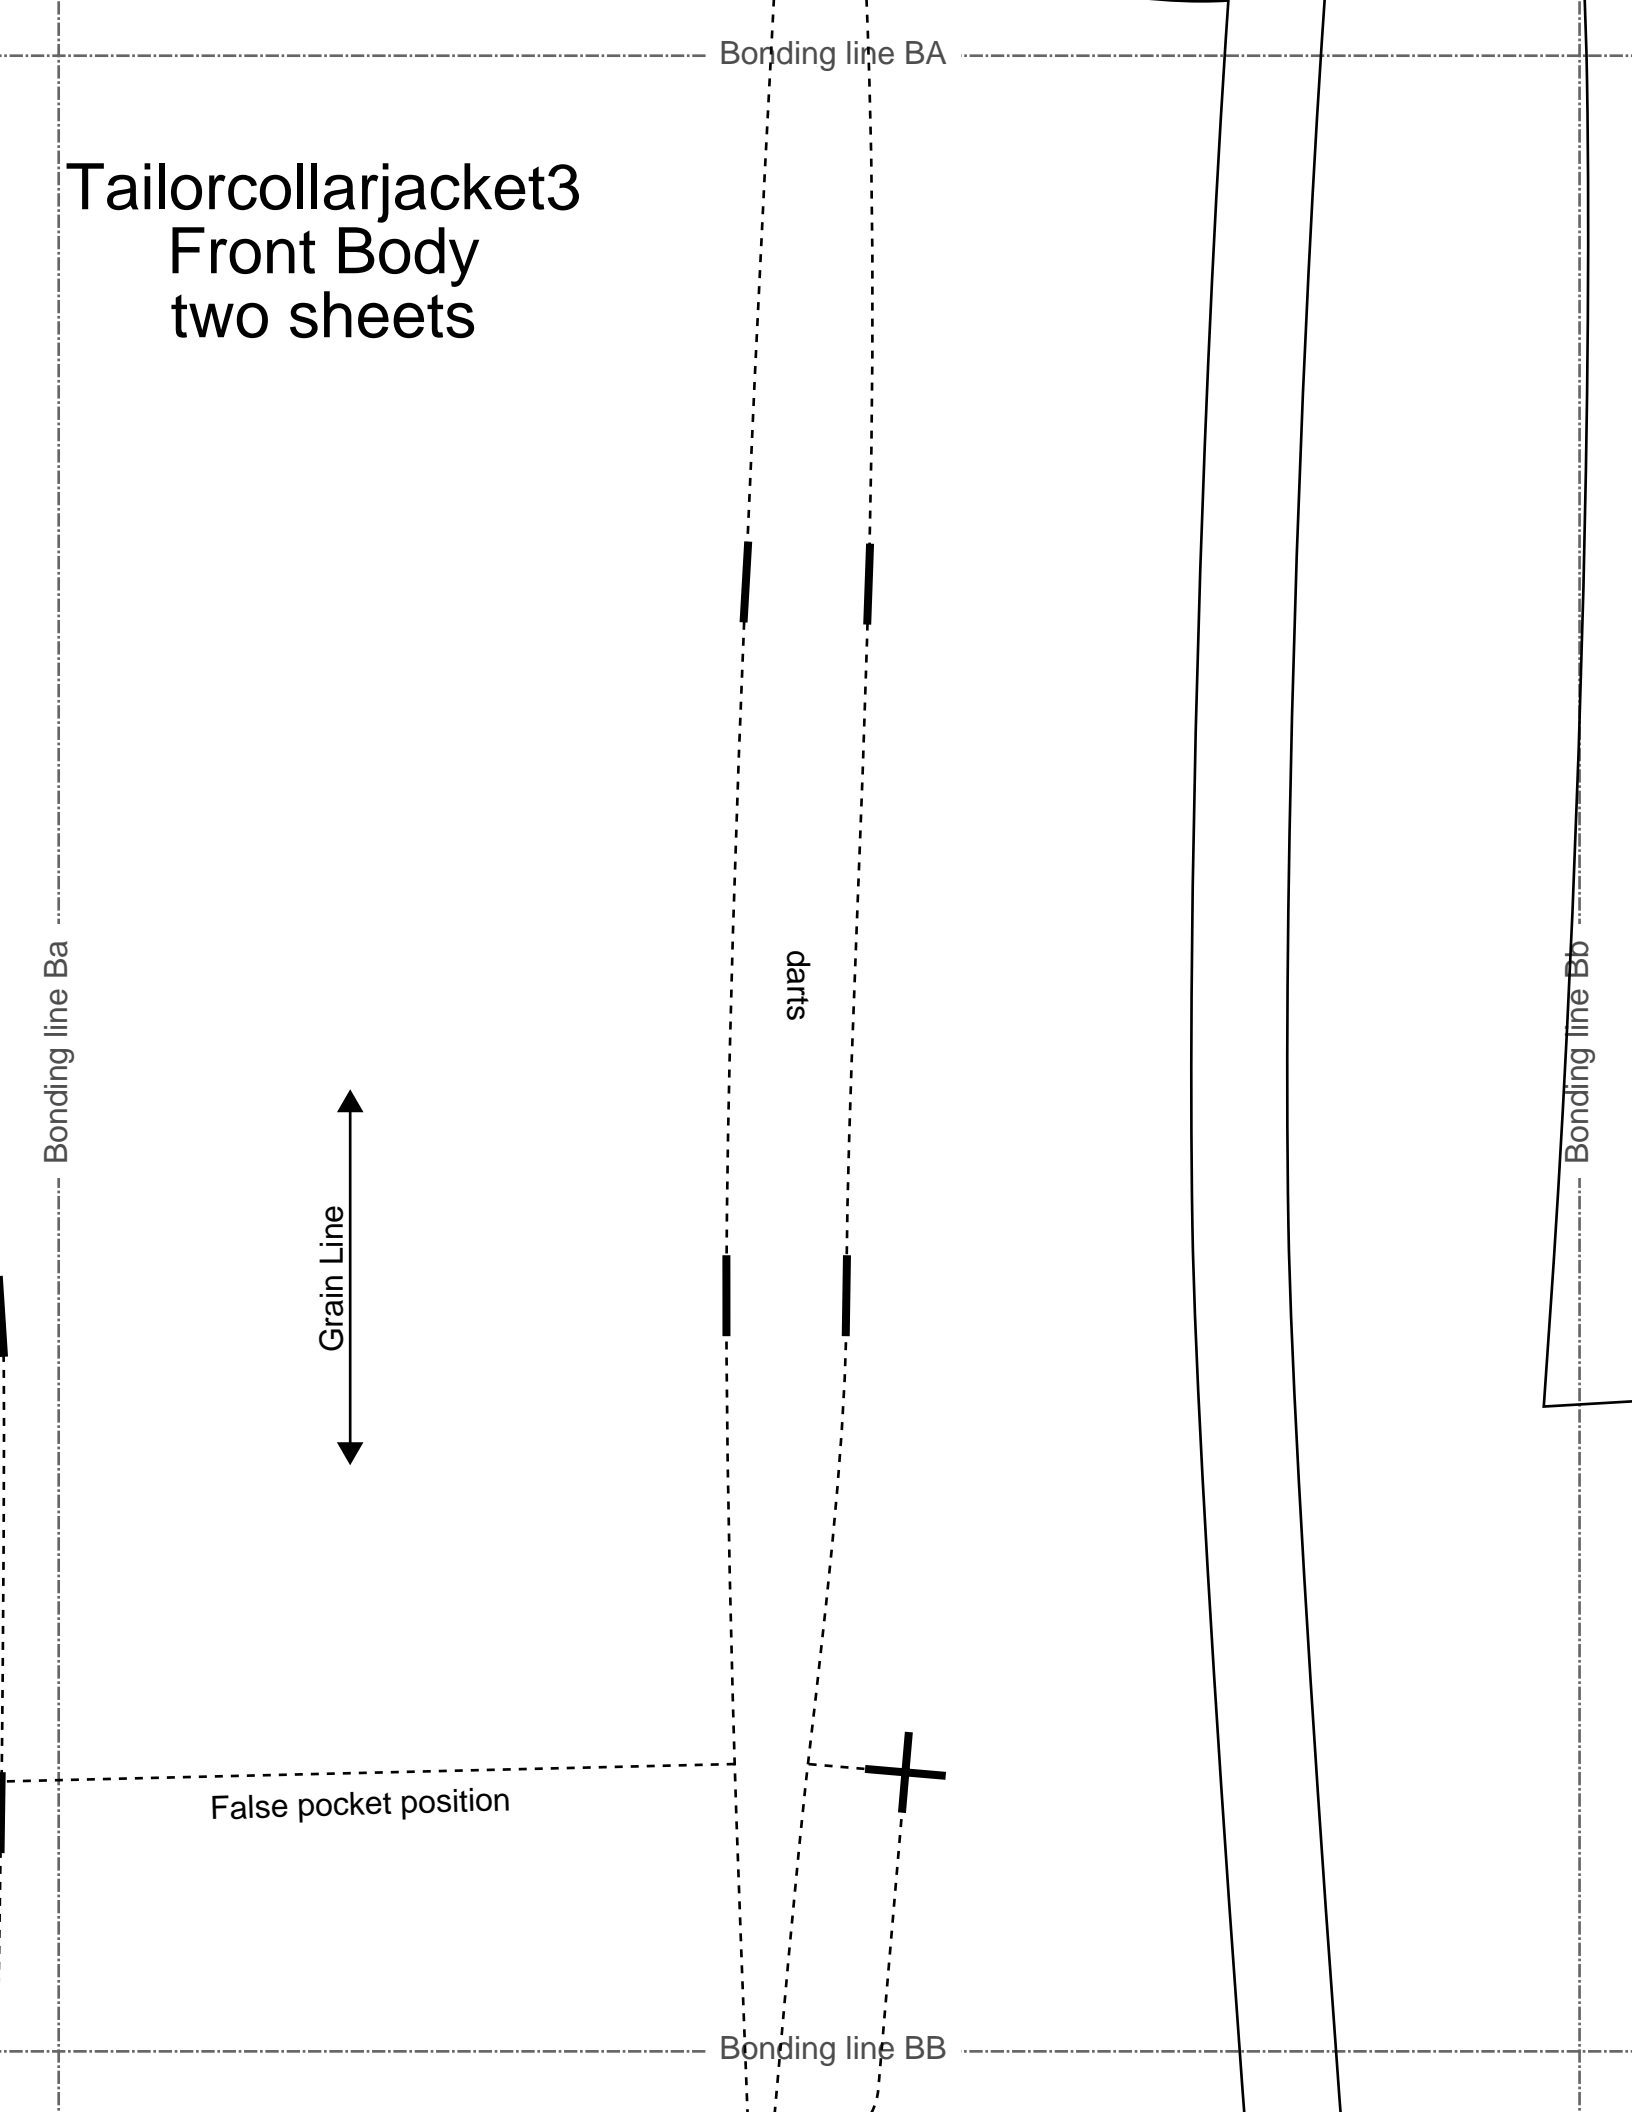 Bonding line BA
Tailorcollarjacket3
Front Body
two sheets
Bonding line Ba
darts
Bonding line Bb
Grain Line
False pocket position
Bonding line BB